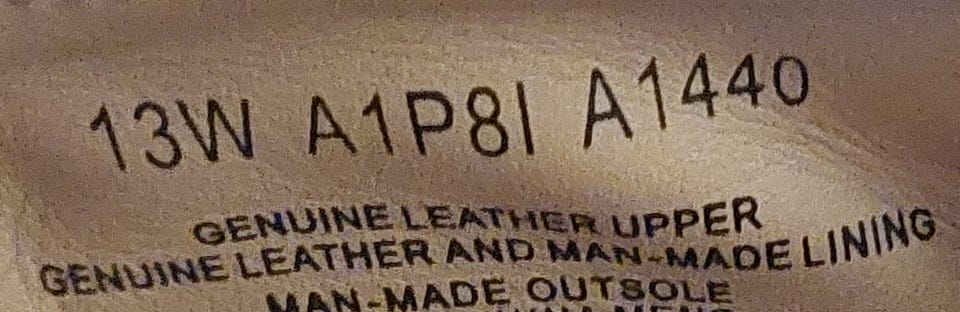 13W A1P8I A1440
GENUINE LEATHER UPPER
GENUINE LEATHER AND MAN-MADE LINING
MAN-MADE OUTSOLE